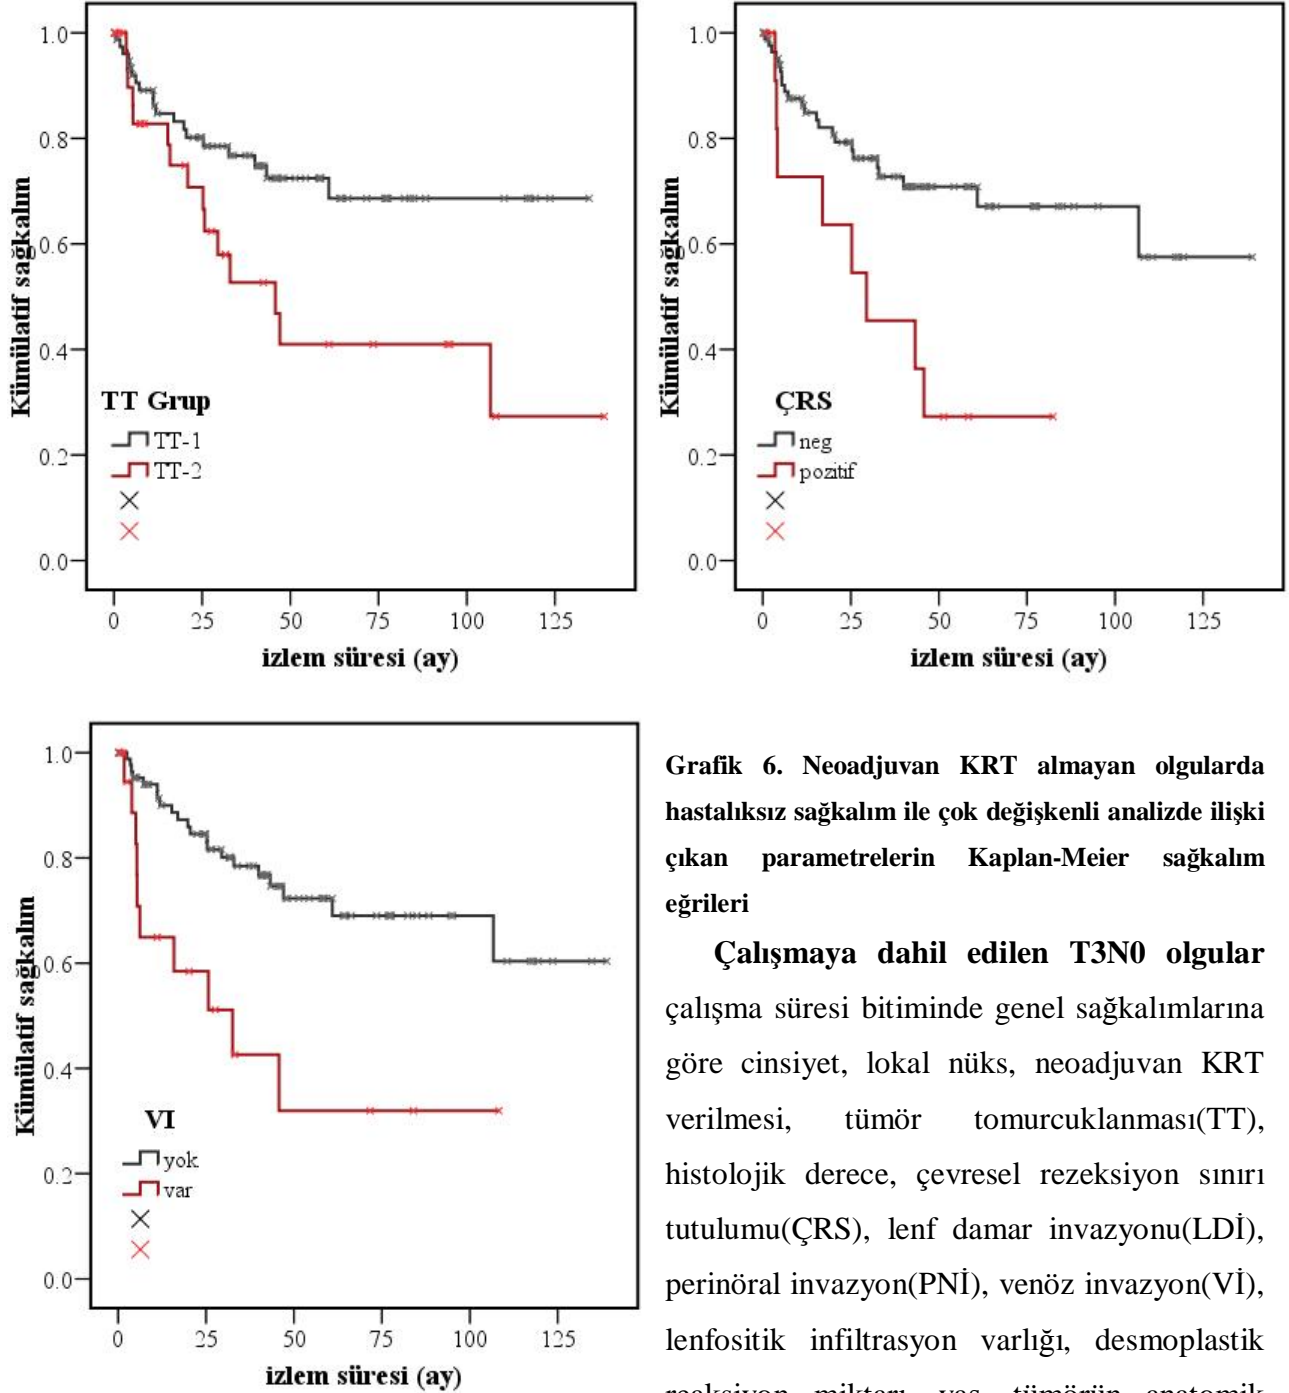 1.0
0.8
0.6
0.4
0.2
0.0
Kümülatif sağkalım
TT Grup
TT-1
TT-2
0 25 50 75 100 125
izlem süresi (ay)
1.0
0.8
0.6
0.4
0.2
0.0
Kümülatif sağkalım
ÇRS
neg
pozitif
0 25 50 75 100 125
izlem süresi (ay)
1.0
0.8
0.6
0.4
0.2
0.0
Kümülatif sağkalım
VI
yok
var
0 25 50 75 100 125
izlem süresi (ay)
Grafik 6. Neoadjuvan KRT almayan olgularda
hastalıksız sağkalım ile çok değişkenli analizde ilişki
çıkan parametrelerin Kaplan-Meier sağkalım
eğrileri
Çalışmaya dahil edilen T3N0 olgular
çalışma süresi bitiminde genel sağkalımlarına
göre cinsiyet, lokal nüks, neoadjuvan KRT
verilmesi, tümör tomurcuklanması(TT),
histolojik derece, çevresel rezeksiyon sınırı
tutulumu(ÇRS), lenf damar invazyonu(LDİ),
perinöral invazyon(PNİ), venöz invazyon(Vİ),
lenfositik infiltrasyon varlığı, desmoplastik
reaksiyon miktarı, yaş, tümörün anatomik